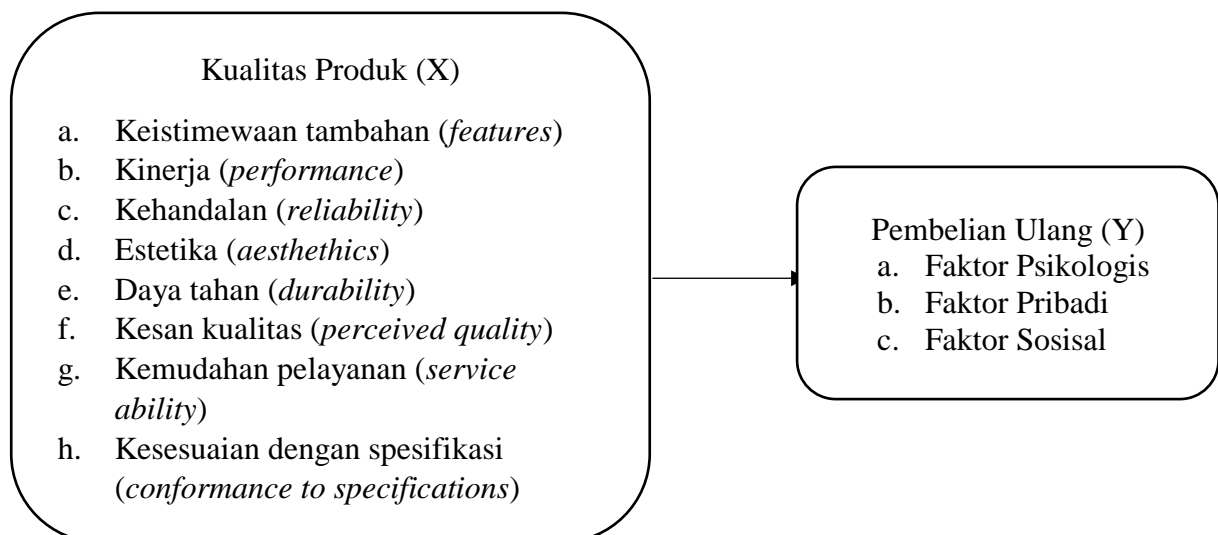 Kualitas Produk (X)
a. Keistimewaan tambahan (features)
b. Kinerja (performance)
c. Kehandalan (reliability)
d. Estetika (aesthethics)
e. Daya tahan (durability)
f. Kesan kualitas (perceived quality)
g. Kemudahan pelayanan (service
ability)
h. Kesesuaian dengan spesifikasi
(conformance to specifications)
Pembelian Ulang (Y)
a. Faktor Psikologis
b. Faktor Pribadi
c. Faktor Sosisal